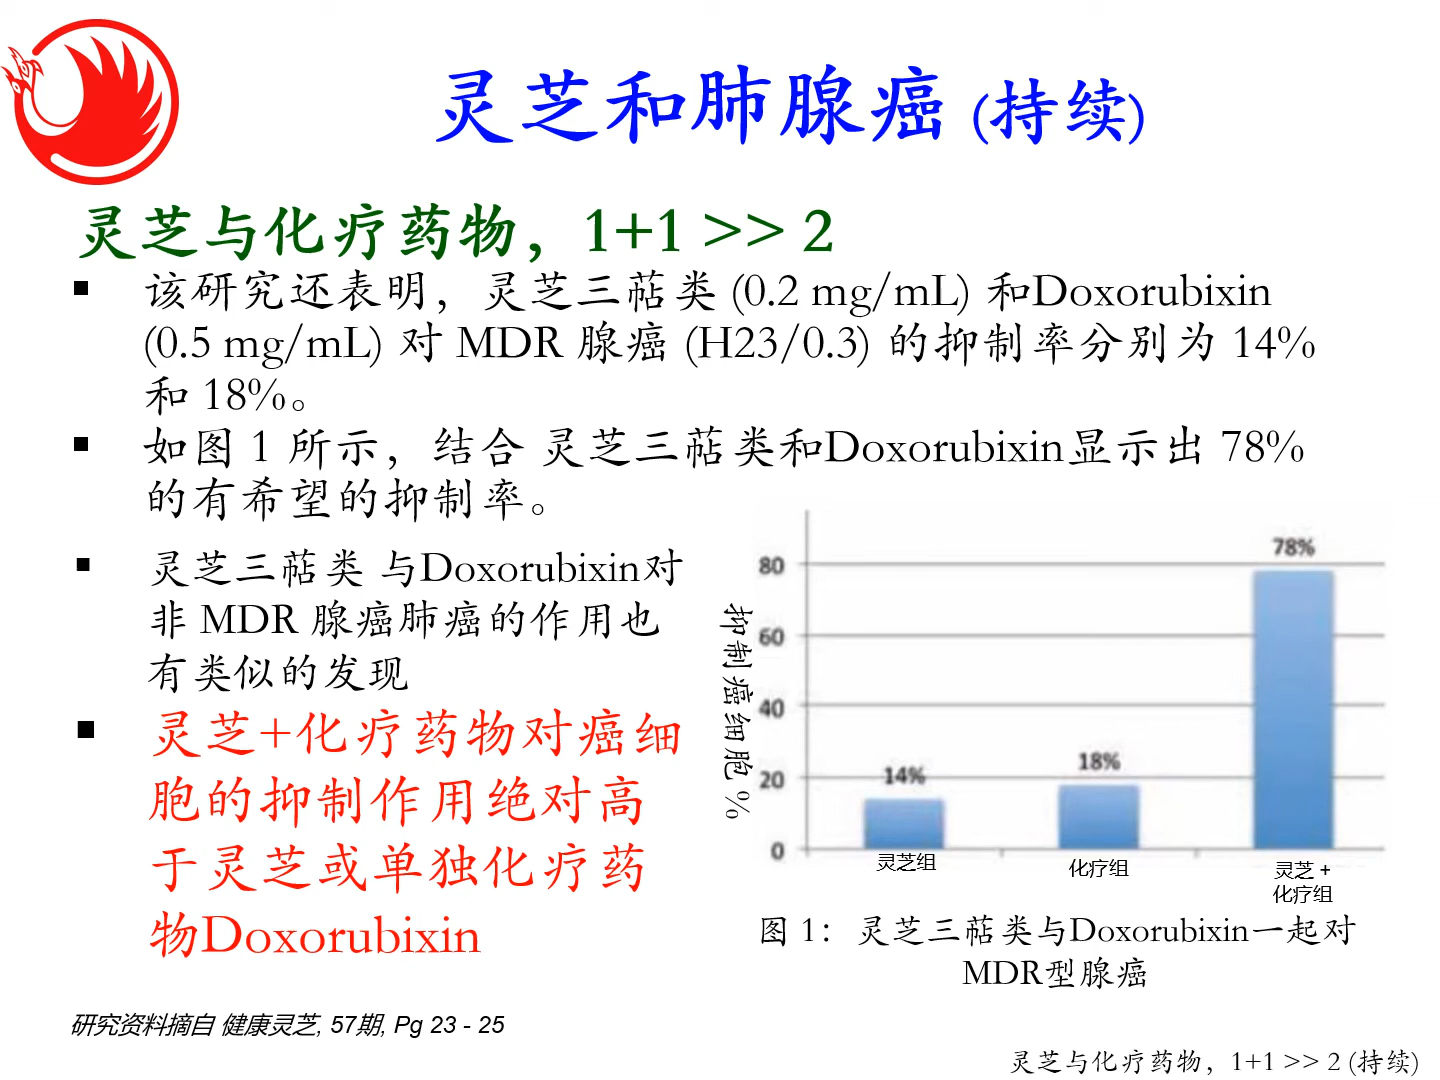 灵芝和肺腺癌 (持续)
灵芝与化疗药物，1+1 >> 2
▪ 该研究还表明，灵芝三萜类 (0.2 mg/mL) 和Doxorubixin
(0.5 mg/mL) 对 MDR 腺癌 (H23/0.3) 的抑制率分别为 14%
和 18%。
▪ 如图 1 所示，结合 灵芝三萜类和Doxorubixin显示出 78%
的有希望的抑制率。
▪ 灵芝三萜类 与Doxorubixin对
非 MDR 腺癌肺癌的作用也
有类似的发现
▪ 灵芝+化疗药物对癌细
胞的抑制作用绝对高
于灵芝或单独化疗药
物Doxorubixin
抑制癌细胞 %
80
60
40
20
0
14%
18%
78%
灵芝组
化疗组
灵芝 +
化疗组
图 1： 灵芝三萜类与Doxorubixin一起对
MDR型腺癌
研究资料摘自 健康灵芝, 57期, Pg 23 - 25
灵芝与化疗药物，1+1 >> 2 (持续)